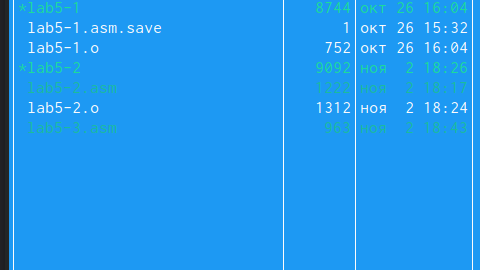 *lab5-1 8744 окт 26 16:04
lab5-1.asm.save 1 окт 26 15:32
lab5-1.o 752 окт 26 16:04
*lab5-2 9092 ноя 2 18:26
lab5-2.asm 1222 ноя 2 18:17
lab5-2.o 1312 ноя 2 18:24
lab5-3.asm 963 ноя 2 18:43